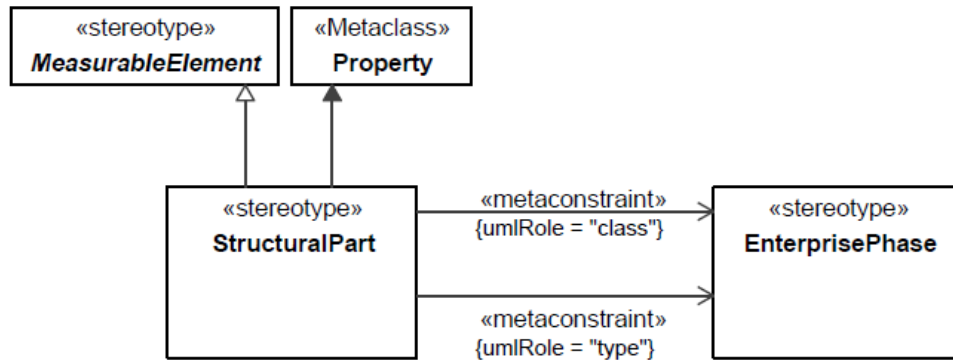 «stereotype»
MeasurableElement
«Metaclass»
Property
«stereotype»
StructuralPart
«metaconstraint»
{umlRole = "class"}
«metaconstraint»
{umlRole = "type"}
«stereotype»
EnterprisePhase